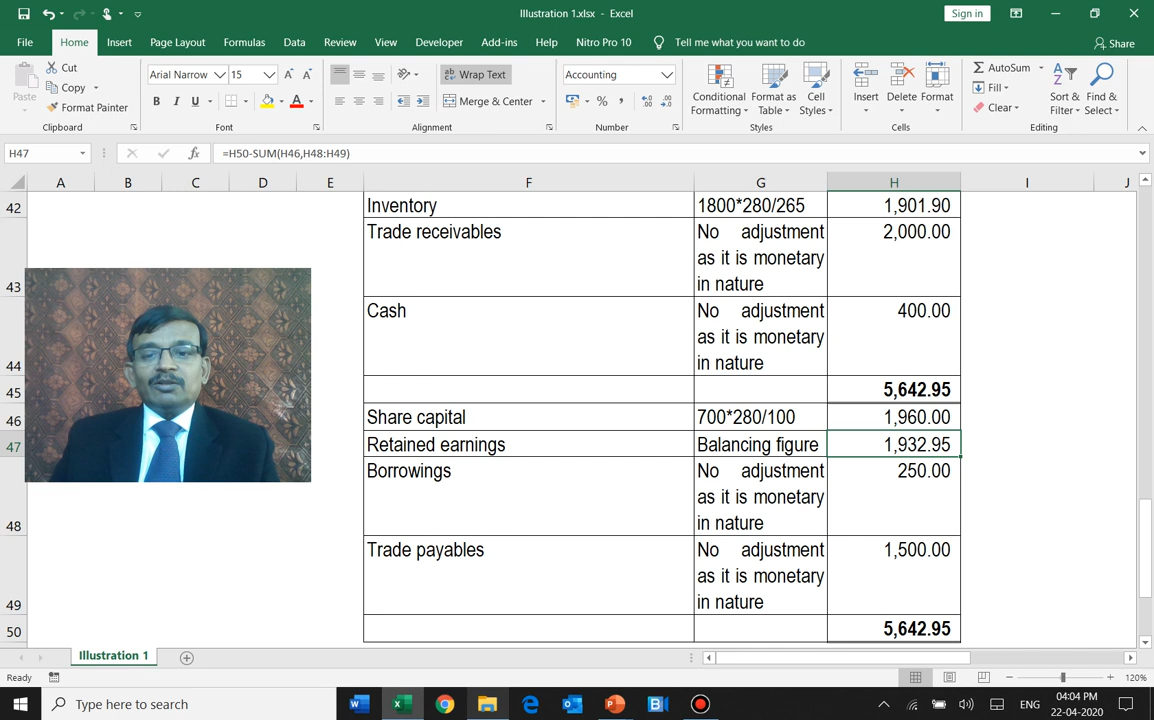 Illustration 1.xlsx - Excel
Sign in
File Home Insert Page Layout Formulas Data Review View Developer Add-ins Help Nitro Pro 10 Tell me what you want to do Share
Paste
Cut
Copy
Format Painter
Clipboard
Arial Narrow 15 A A
B I U A
Font
ab Wrap Text
Merge & Center
Alignment
Accounting
% ,
Number
Conditional
Formatting
Format as
Table
Cell
Styles
Styles
Insert Delete Format
Cells
AutoSum
Fill
Clear
Sort &
Filter
Find &
Select
Editing
H47 fx =H50-SUM(H46,H48:H49)
A B C D E F G H I J
42 Inventory 1800*280/265 1,901.90
43 Trade receivables No adjustment 2,000.00
as it is monetary
in nature
44 Cash No adjustment 400.00
as it is monetary
in nature
45 5,642.95
46 Share capital 700*280/100 1,960.00
47 Retained earnings Balancing figure 1,932.95
48 Borrowings No adjustment 250.00
as it is monetary
in nature
49 Trade payables No adjustment 1,500.00
as it is monetary
in nature
50 5,642.95
Illustration 1
Ready
120%
Type here to search
ENG
04:04 PM
22-04-2020